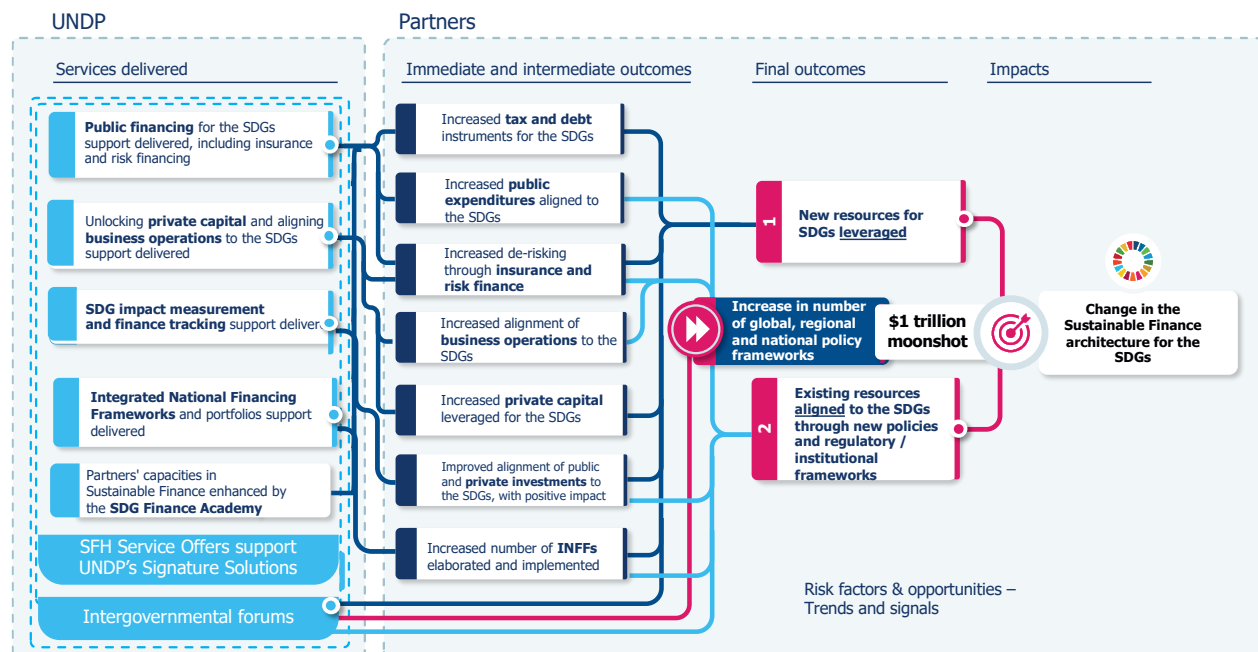 UNDP
Partners
Services delivered
Immediate and intermediate outcomes
Final outcomes
Impacts
Public financing for the SDGs
support delivered, including insurance
and risk financing
Unlocking private capital and aligning
business operations to the SDGs
support delivered
SDG impact measurement
and finance tracking support deliver
Integrated National Financing
Frameworks and portfolios support
delivered
Partners' capacities in
Sustainable Finance enhanced by
the SDG Finance Academy
SFH Service Offers support
UNDP's Signature Solutions
Intergovernmental forums
Increased tax and debt
instruments for the SDGs
Increased public
expenditures aligned to
the SDGs
Increased de-risking
through insurance and
risk finance
Increased alignment of
business operations to the
SDGs
Increased private capital
leveraged for the SDGs
Improved alignment of public
and private investments to
the SDGs, with positive impact
Increased number of INFFs
elaborated and implemented
1
New resources for
SDGs leveraged
Increase in number
of global, regional
and national policy
frameworks
$1 trillion
moonshot
2
Existing resources
aligned to the SDGs
through new policies
and regulatory /
institutional
frameworks
Change in the
Sustainable Finance
architecture for the
SDGs
Risk factors & opportunities –
Trends and signals